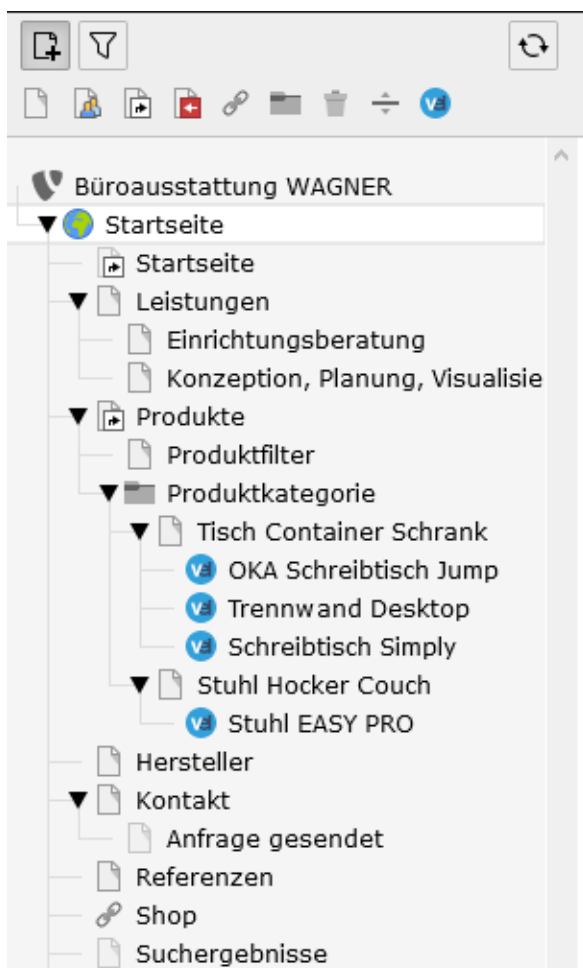 Büroausstattung WAGNER
Startseite
Startseite
Leistungen
Einrichtungsberatung
Konzeption, Planung, Visualisie
Produkte
Produktfilter
Produktkategorie
Tisch Container Schrank
OKA Schreibtisch Jump
Trennwand Desktop
Schreibtisch Simply
Stuhl Hocker Couch
Stuhl EASY PRO
Hersteller
Kontakt
Anfrage gesendet
Referenzen
Shop
Suchergebnisse